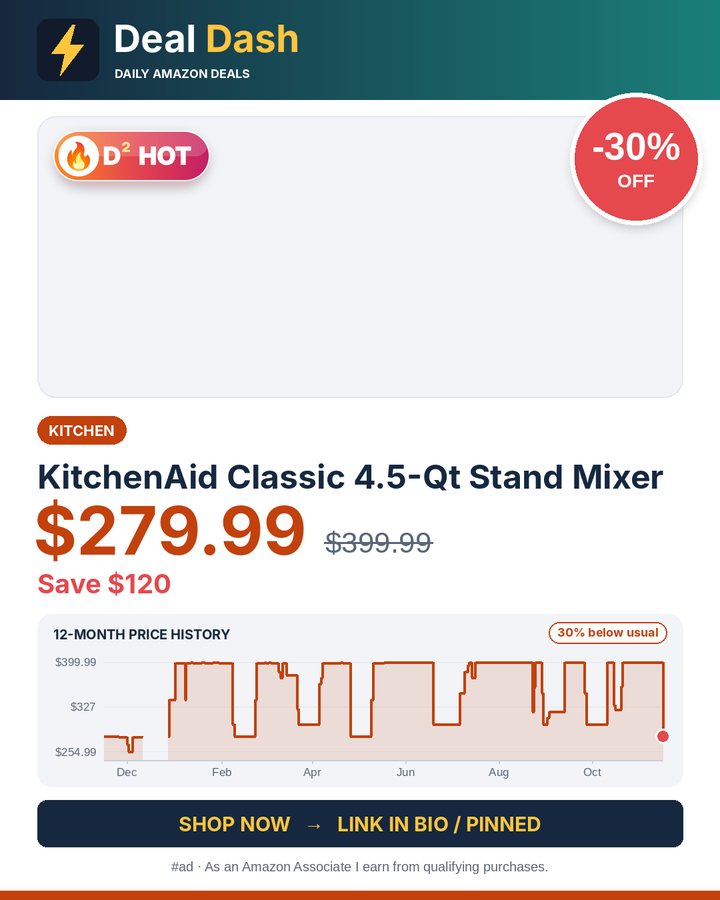 Deal Dash
DAILY AMAZON DEALS
D² HOT
-30%
OFF
KITCHEN
KitchenAid Classic 4.5-Qt Stand Mixer
$279.99 $399.99
Save $120
12-MONTH PRICE HISTORY
30% below usual
$399.99
$327
$254.99
Dec Feb Apr Jun Aug Oct
SHOP NOW → LINK IN BIO / PINNED
#ad · As an Amazon Associate I earn from qualifying purchases.